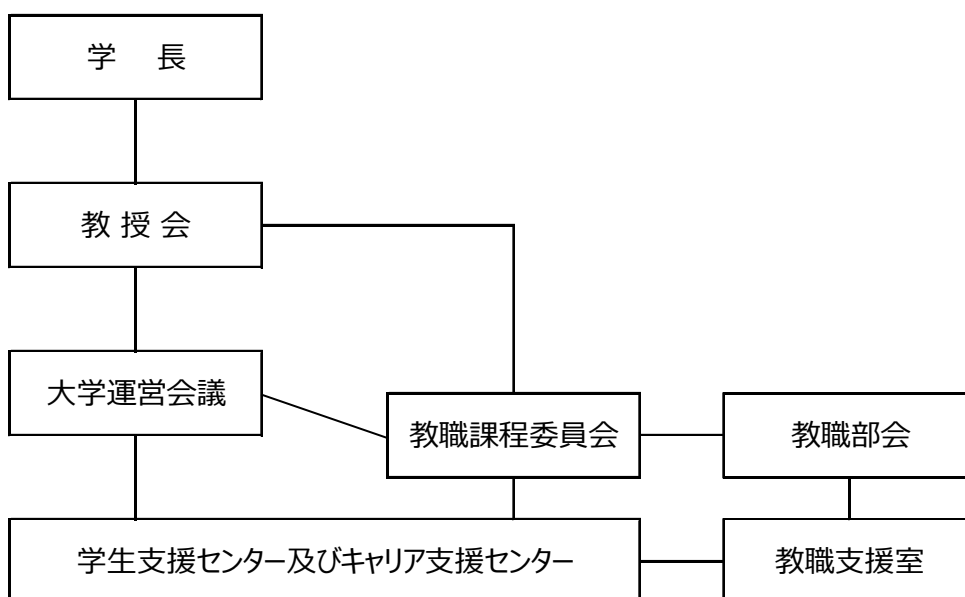 学　長
教 授 会
大学運営会議
教職課程委員会
教職部会
学生支援センター及びキャリア支援センター
教職支援室